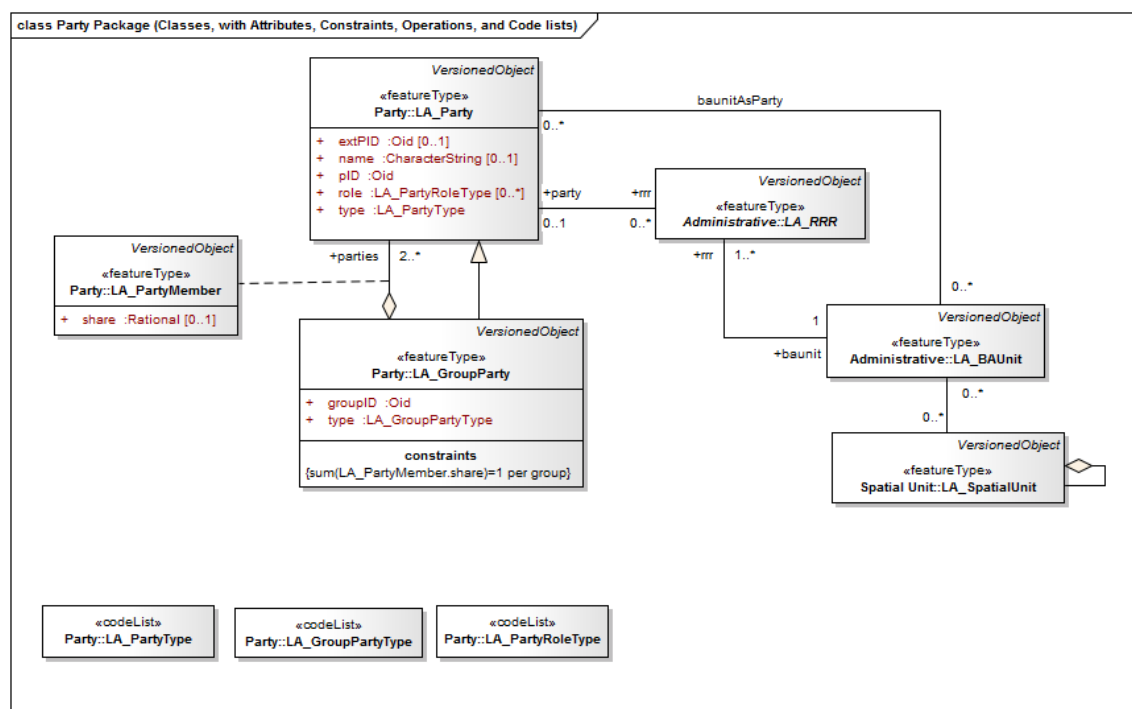 class Party Package (Classes, with Attributes, Constraints, Operations, and Code lists)
VersionedObject
«featureType»
Party::LA_Party
+ extPID :Oid [0..1]
+ name :CharacterString [0..1]
+ pID :Oid
+ role :LA_PartyRoleType [0..*]
+ type :LA_PartyType
baunitAsParty
0..*
0..*
+party
+rrr
0..1
0..*
VersionedObject
«featureType»
Administrative::LA_RRR
+rrr
1..*
1
+baunit
+parties
2..*
VersionedObject
«featureType»
Party::LA_PartyMember
+ share :Rational [0..1]
VersionedObject
«featureType»
Party::LA_GroupParty
+ groupID :Oid
+ type :LA_GroupPartyType
constraints
{sum(LA_PartyMember.share)=1 per group}
VersionedObject
«featureType»
Administrative::LA_BAUnit
0..*
0..*
VersionedObject
«featureType»
Spatial Unit::LA_SpatialUnit
«codeList»
Party::LA_PartyType
«codeList»
Party::LA_GroupPartyType
«codeList»
Party::LA_PartyRoleType